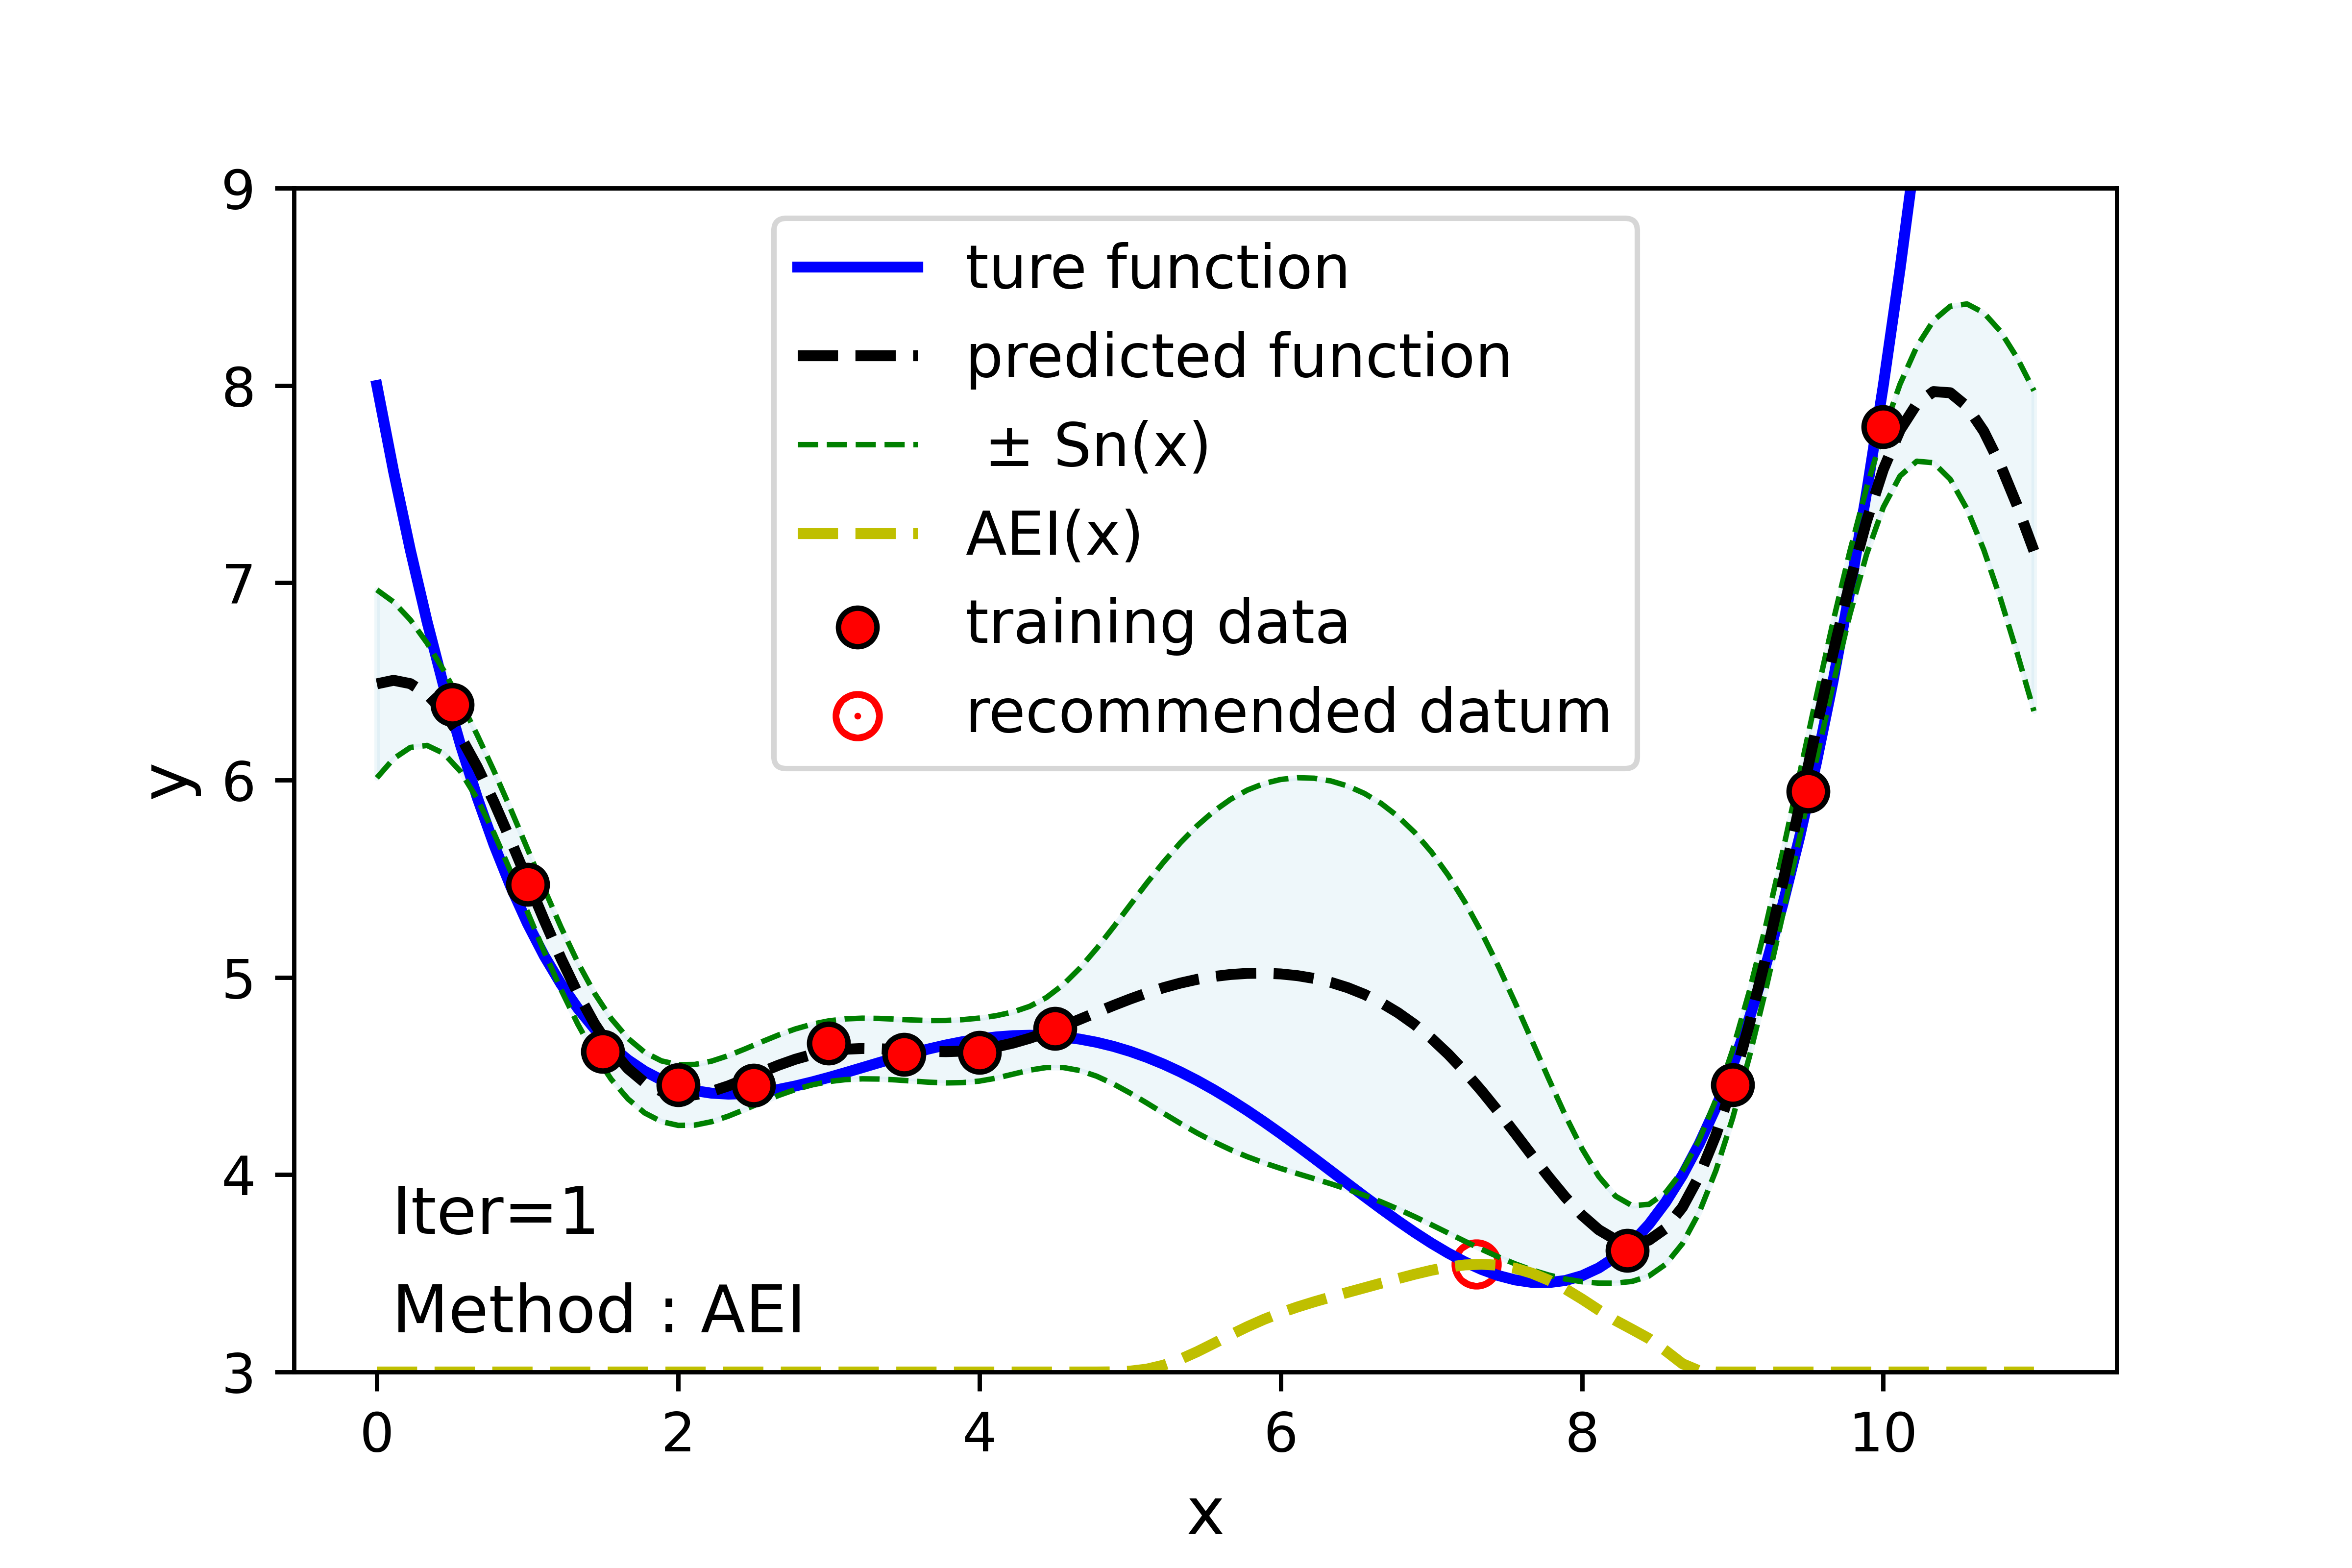 9
8
7
6
5
4
3
y
ture function
predicted function
± Sn(x)
AEI(x)
training data
recommended datum
Iter=1
Method : AEI
0 2 4 6 8 10
x